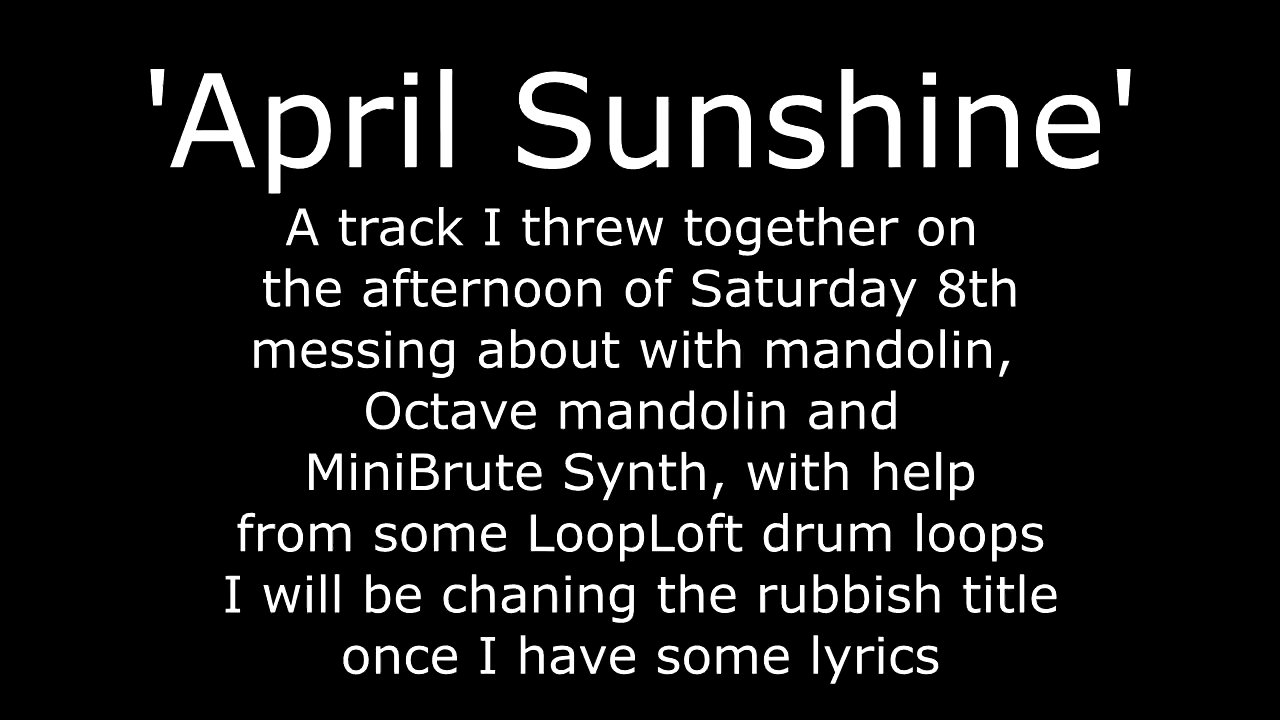 'April Sunshine'
A track I threw together on
the afternoon of Saturday 8th
messing about with mandolin,
Octave mandolin and
MiniBrute Synth, with help
from some LoopLoft drum loops
I will be chaning the rubbish title
once I have some lyrics